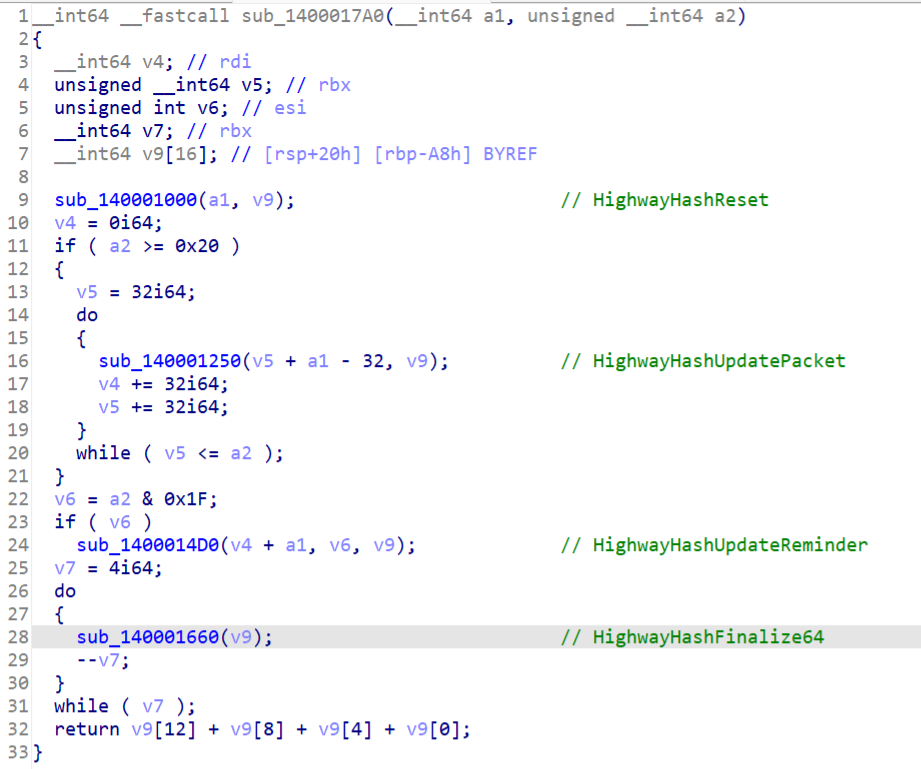 1 __int64 __fastcall sub_1400017A0(__int64 a1, unsigned __int64 a2)
2 {
3   __int64 v4; // rdi
4   unsigned __int64 v5; // rbx
5   unsigned int v6; // esi
6   __int64 v7; // rbx
7   __int64 v9[16]; // [rsp+20h] [rbp-A8h] BYREF
8
9   sub_140001000(a1, v9); // HighwayHashReset
10   v4 = 0i64;
11   if ( a2 >= 0x20 )
12   {
13     v5 = 32i64;
14     do
15     {
16       sub_140001250(v5 + a1 - 32, v9); // HighwayHashUpdatePacket
17       v4 += 32i64;
18       v5 += 32i64;
19     }
20     while ( v5 <= a2 );
21   }
22   v6 = a2 & 0x1F;
23   if ( v6 )
24     sub_1400014D0(v4 + a1, v6, v9); // HighwayHashUpdateReminder
25   v7 = 4i64;
26   do
27   {
28     sub_140001660(v9); // HighwayHashFinalize64
29     --v7;
30   }
31   while ( v7 );
32   return v9[12] + v9[8] + v9[4] + v9[0];
33 }